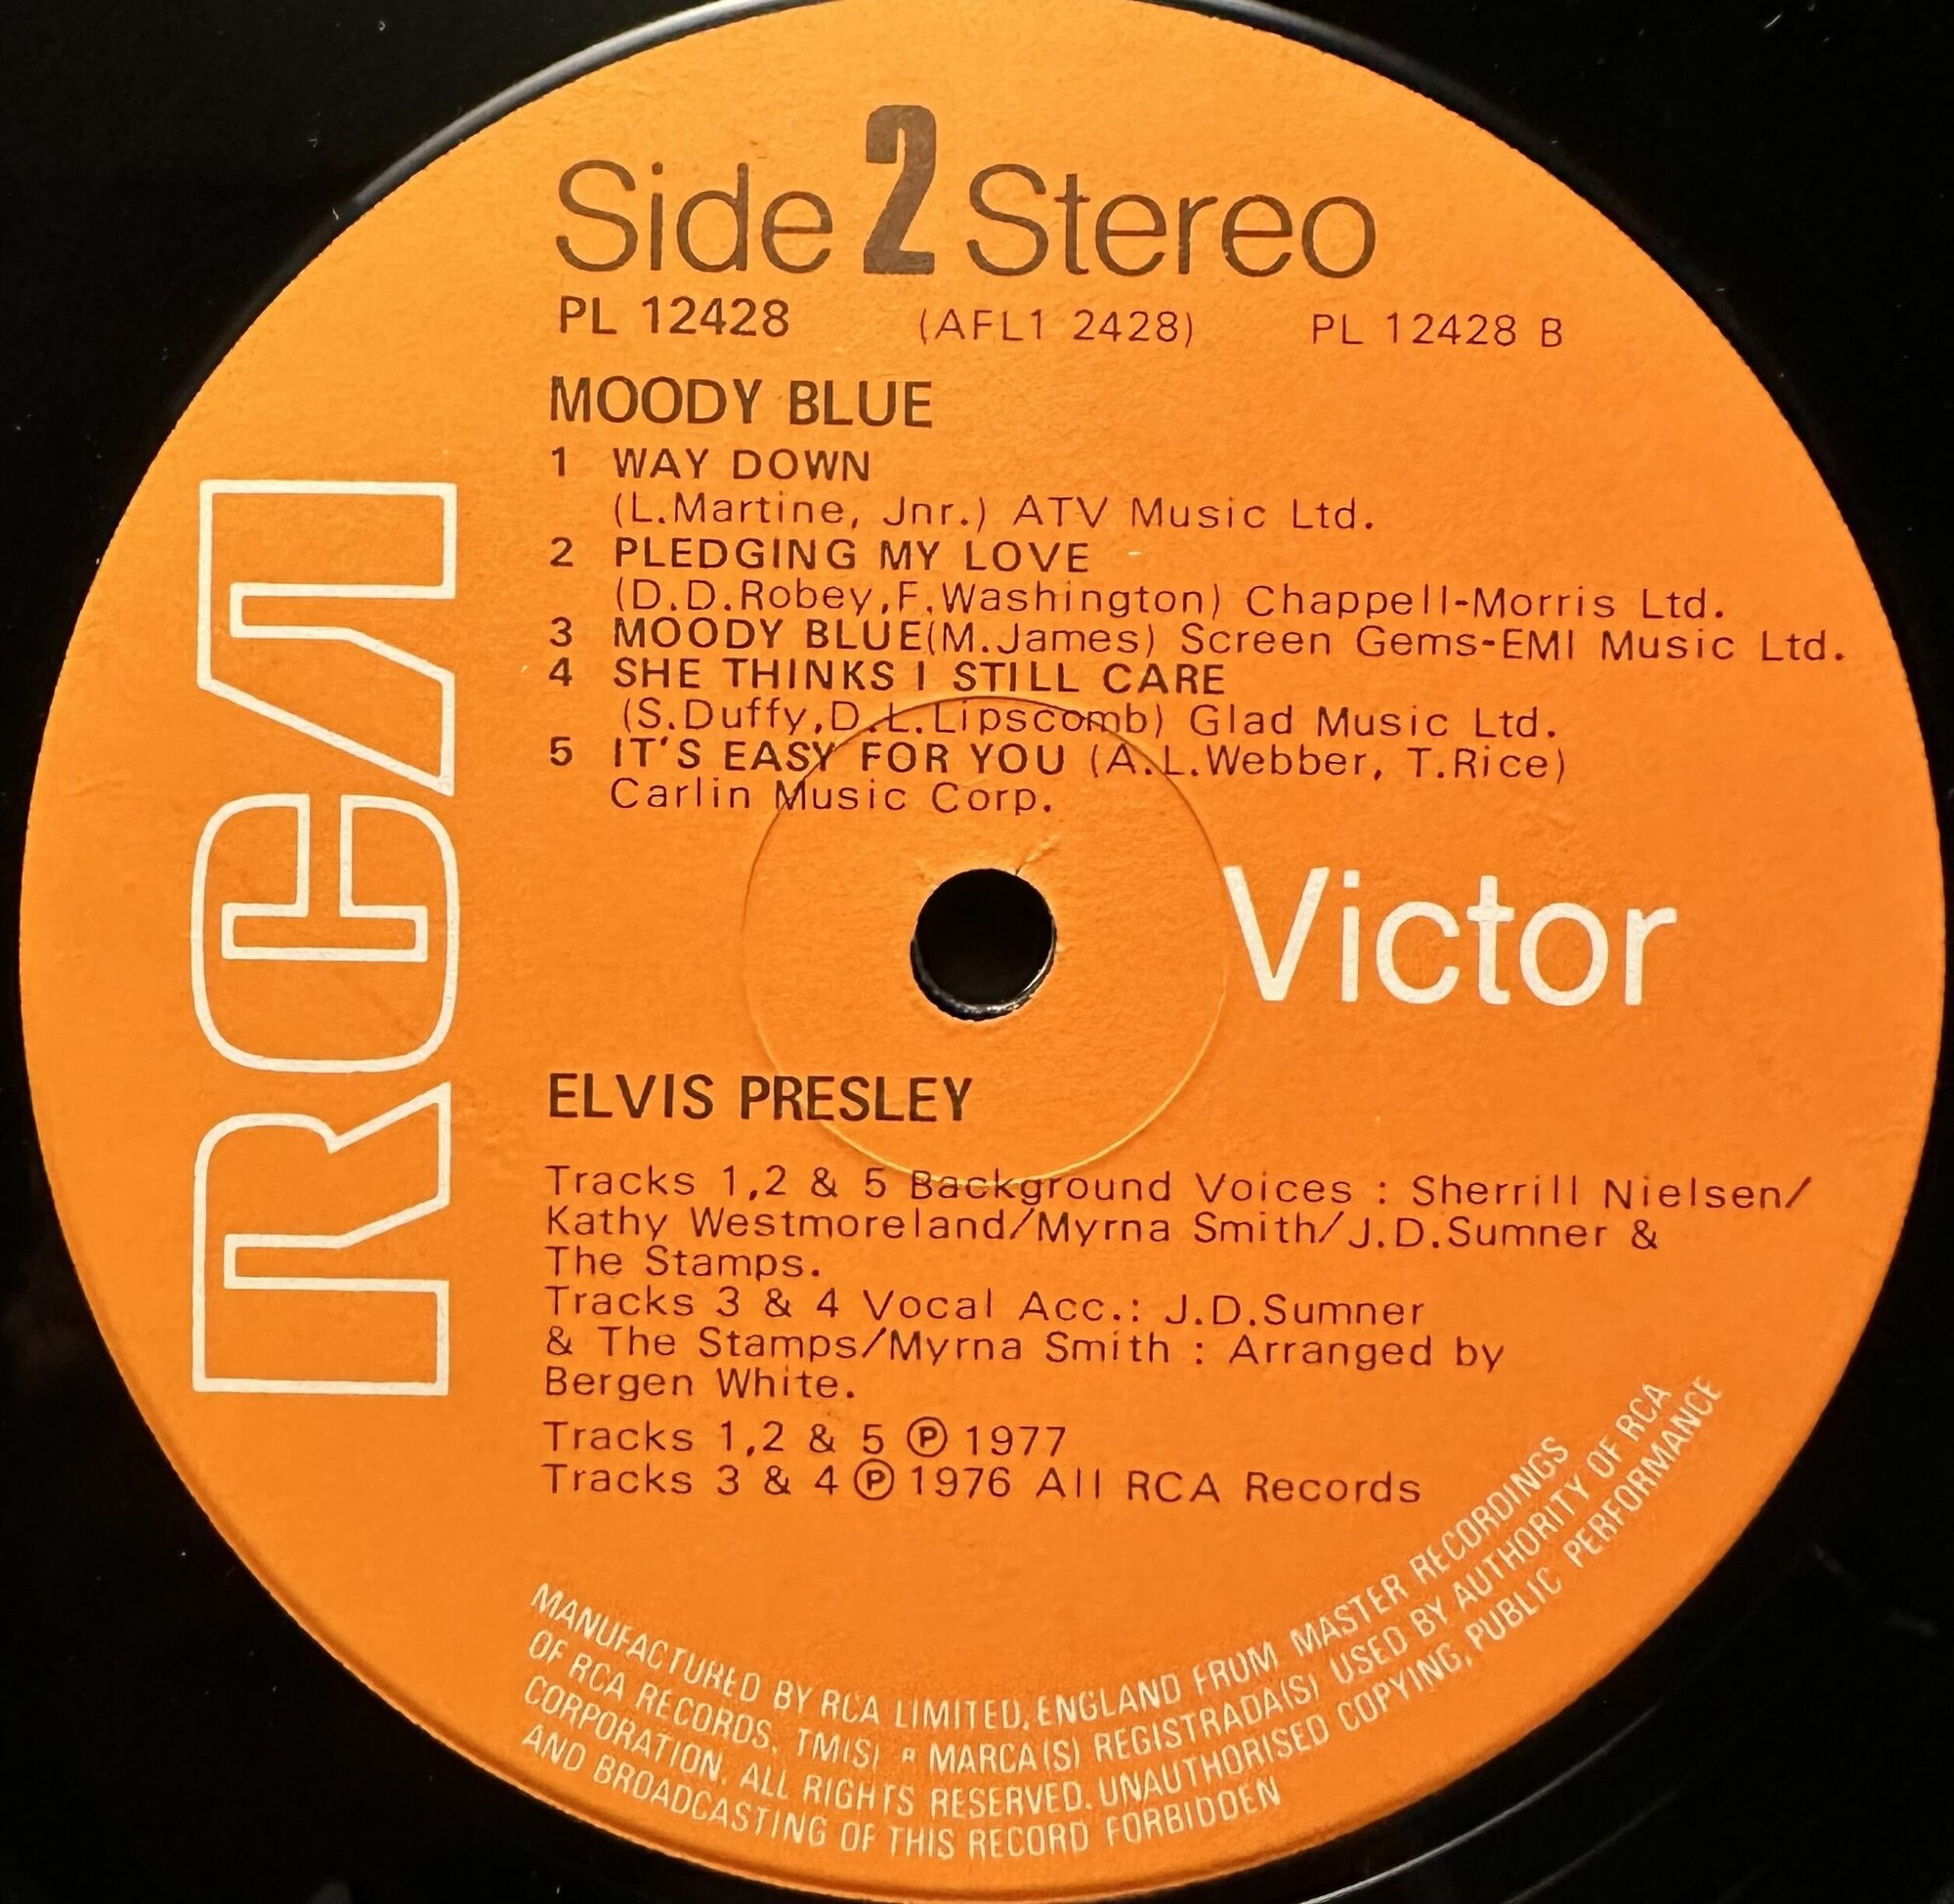 Side 2 Stereo
PL 12428 (AFL1 2428) PL 12428 B
MOODY BLUE
1 WAY DOWN
(L.Martine, Jnr.) ATV Music Ltd.
2 PLEDGING MY LOVE
(D.D.Robey,F.Washington) Chappell-Morris Ltd.
3 MOODY BLUE(M.James) Screen Gems-EMI Music Ltd.
4 SHE THINKS I STILL CARE
(S.Duffy,D.L.Lipscomb) Glad Music Ltd.
5 IT'S EASY FOR YOU (A.L.Webber, T.Rice)
Carlin Music Corp.
RCA
Victor
ELVIS PRESLEY
Tracks 1,2 & 5 Background Voices : Sherrill Nielsen/
Kathy Westmoreland/Myrna Smith/J.D.Sumner &
The Stamps.
Tracks 3 & 4 Vocal Acc.: J.D.Sumner
& The Stamps/Myrna Smith : Arranged by
Bergen White.
Tracks 1,2 & 5 ℗ 1977
Tracks 3 & 4 ℗ 1976 All RCA Records
MANUFACTURED BY RCA LIMITED, ENGLAND FROM MASTER RECORDINGS
OF RCA RECORDS. TM(S) ® MARCA(S) REGISTRADA(S) USED BY AUTHORITY OF RCA
CORPORATION. ALL RIGHTS RESERVED. UNAUTHORISED COPYING, PUBLIC PERFORMANCE
AND BROADCASTING OF THIS RECORD FORBIDDEN